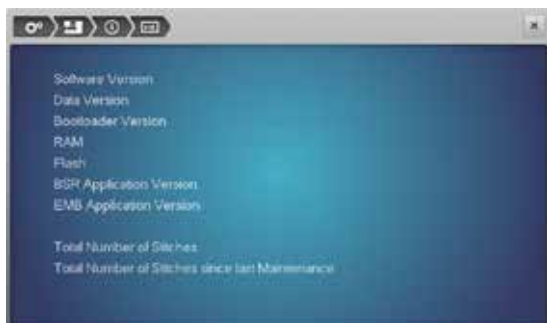 Software Version
Data Version
Bootloader Version
RAM
Flash
BSR Application Version
EMB Application Version
Total Number of Stitches
Total Number of Stitches since last Maintenance